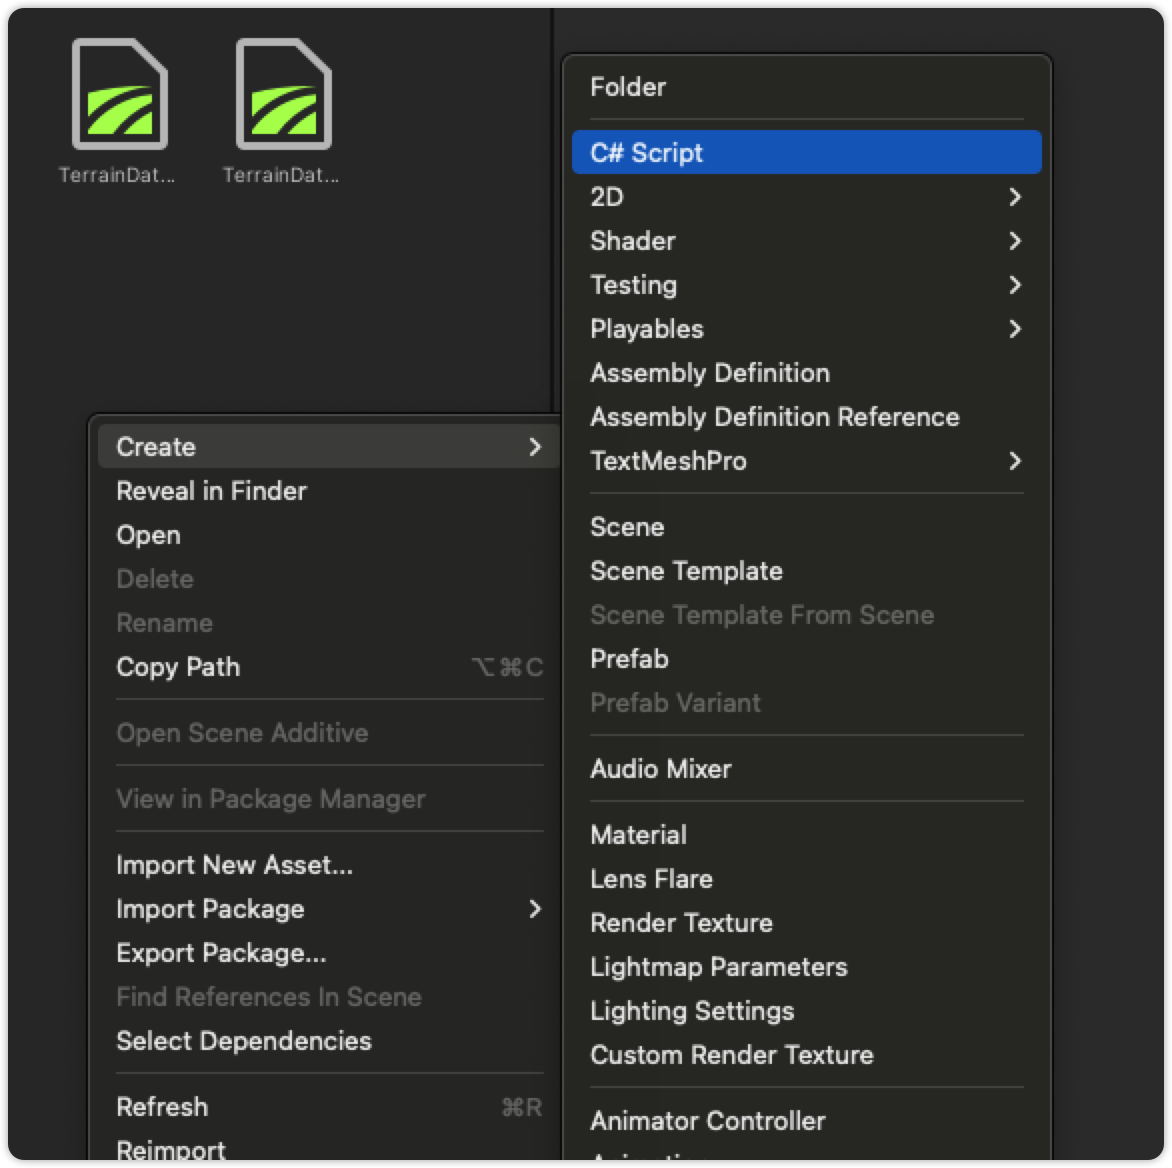 TerrainDat...
TerrainDat...
Create
Reveal in Finder
Open
Delete
Rename
Copy Path ⌥⌘C
Open Scene Additive
View in Package Manager
Import New Asset...
Import Package
Export Package...
Find References In Scene
Select Dependencies
Refresh ⌘R
Reimport
Folder
C# Script
2D
Shader
Testing
Playables
Assembly Definition
Assembly Definition Reference
TextMeshPro
Scene
Scene Template
Scene Template From Scene
Prefab
Prefab Variant
Audio Mixer
Material
Lens Flare
Render Texture
Lightmap Parameters
Lighting Settings
Custom Render Texture
Animator Controller